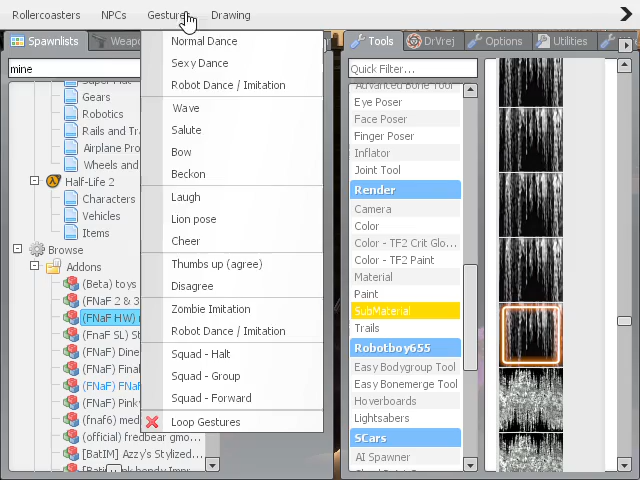 Rollercoasters NPCs Gestures Drawing
Spawnlists
Tools DrVrej Options Utilities
mine
Quick Filter...
Gears
Robotics
Rails and Tra
Airplane Pro
Wheels and
Half-Life 2
Characters
Vehicles
Items
Browse
Addons
(Beta) toys
(FNaF 2 & 3
(FNaF HW)
(FnaF SL) St
(FNaF) Dine
(FNaF) Final
(FNaF) FNaF
(FNaF) Pinky
(fnaf6) med
(official) fredbear gmo...
[BatIM] Azzy's Stylized...
Normal Dance
Sexy Dance
Robot Dance / Imitation
Wave
Salute
Bow
Beckon
Laugh
Lion pose
Cheer
Thumbs up (agree)
Disagree
Zombie Imitation
Robot Dance / Imitation
Squad - Halt
Squad - Group
Squad - Forward
Loop Gestures
Advanced Bone Tool
Eye Poser
Face Poser
Finger Poser
Inflator
Joint Tool
Render
Camera
Color
Color - TF2 Crit Glo...
Color - TF2 Paint
Material
Paint
SubMaterial
Trails
Robotboy655
Easy Bodygroup Tool
Easy Bonemerge Tool
Hoverboards
Lightsabers
SCars
AI Spawner